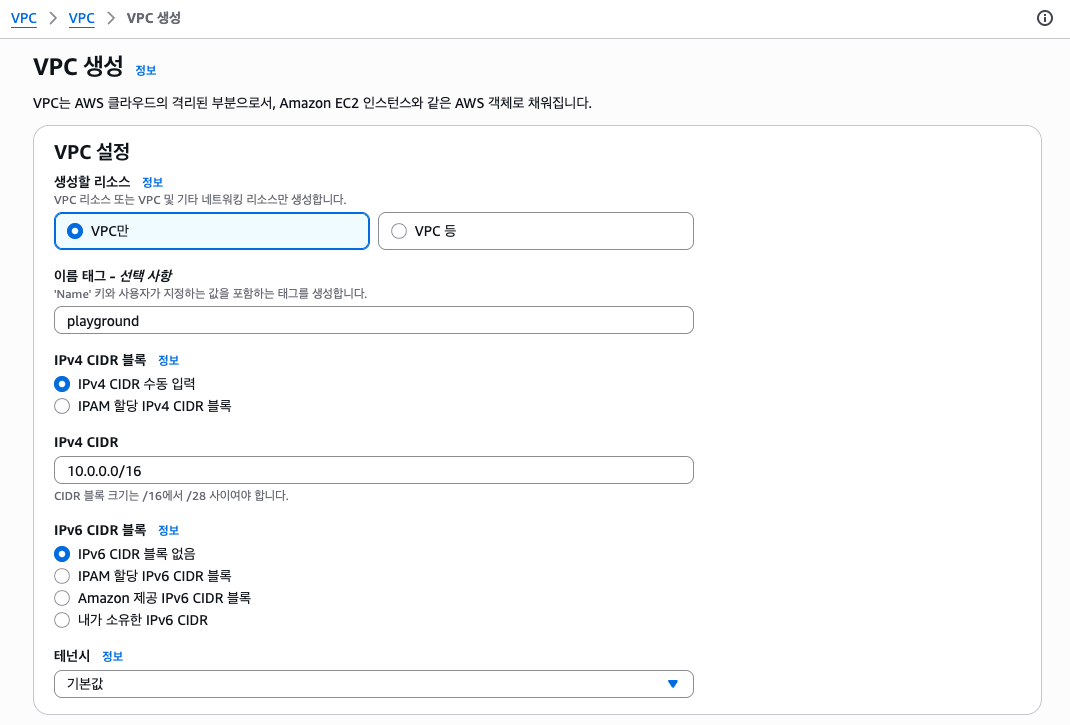 VPC > VPC > VPC 생성
VPC 생성 정보
VPC는 AWS 클라우드의 격리된 부분으로서, Amazon EC2 인스턴스와 같은 AWS 객체로 채워집니다.
VPC 설정
생성할 리소스 정보
VPC 리소스 또는 VPC 및 기타 네트워킹 리소스만 생성합니다.
VPC만 VPC 등
이름 태그 - 선택 사항
'Name' 키와 사용자가 지정하는 값을 포함하는 태그를 생성합니다.
playground
IPv4 CIDR 블록 정보
IPv4 CIDR 수동 입력
IPAM 할당 IPv4 CIDR 블록
IPv4 CIDR
10.0.0.0/16
CIDR 블록 크기는 /16에서 /28 사이여야 합니다.
IPv6 CIDR 블록 정보
IPv6 CIDR 블록 없음
IPAM 할당 IPv6 CIDR 블록
Amazon 제공 IPv6 CIDR 블록
내가 소유한 IPv6 CIDR
테넌시 정보
기본값